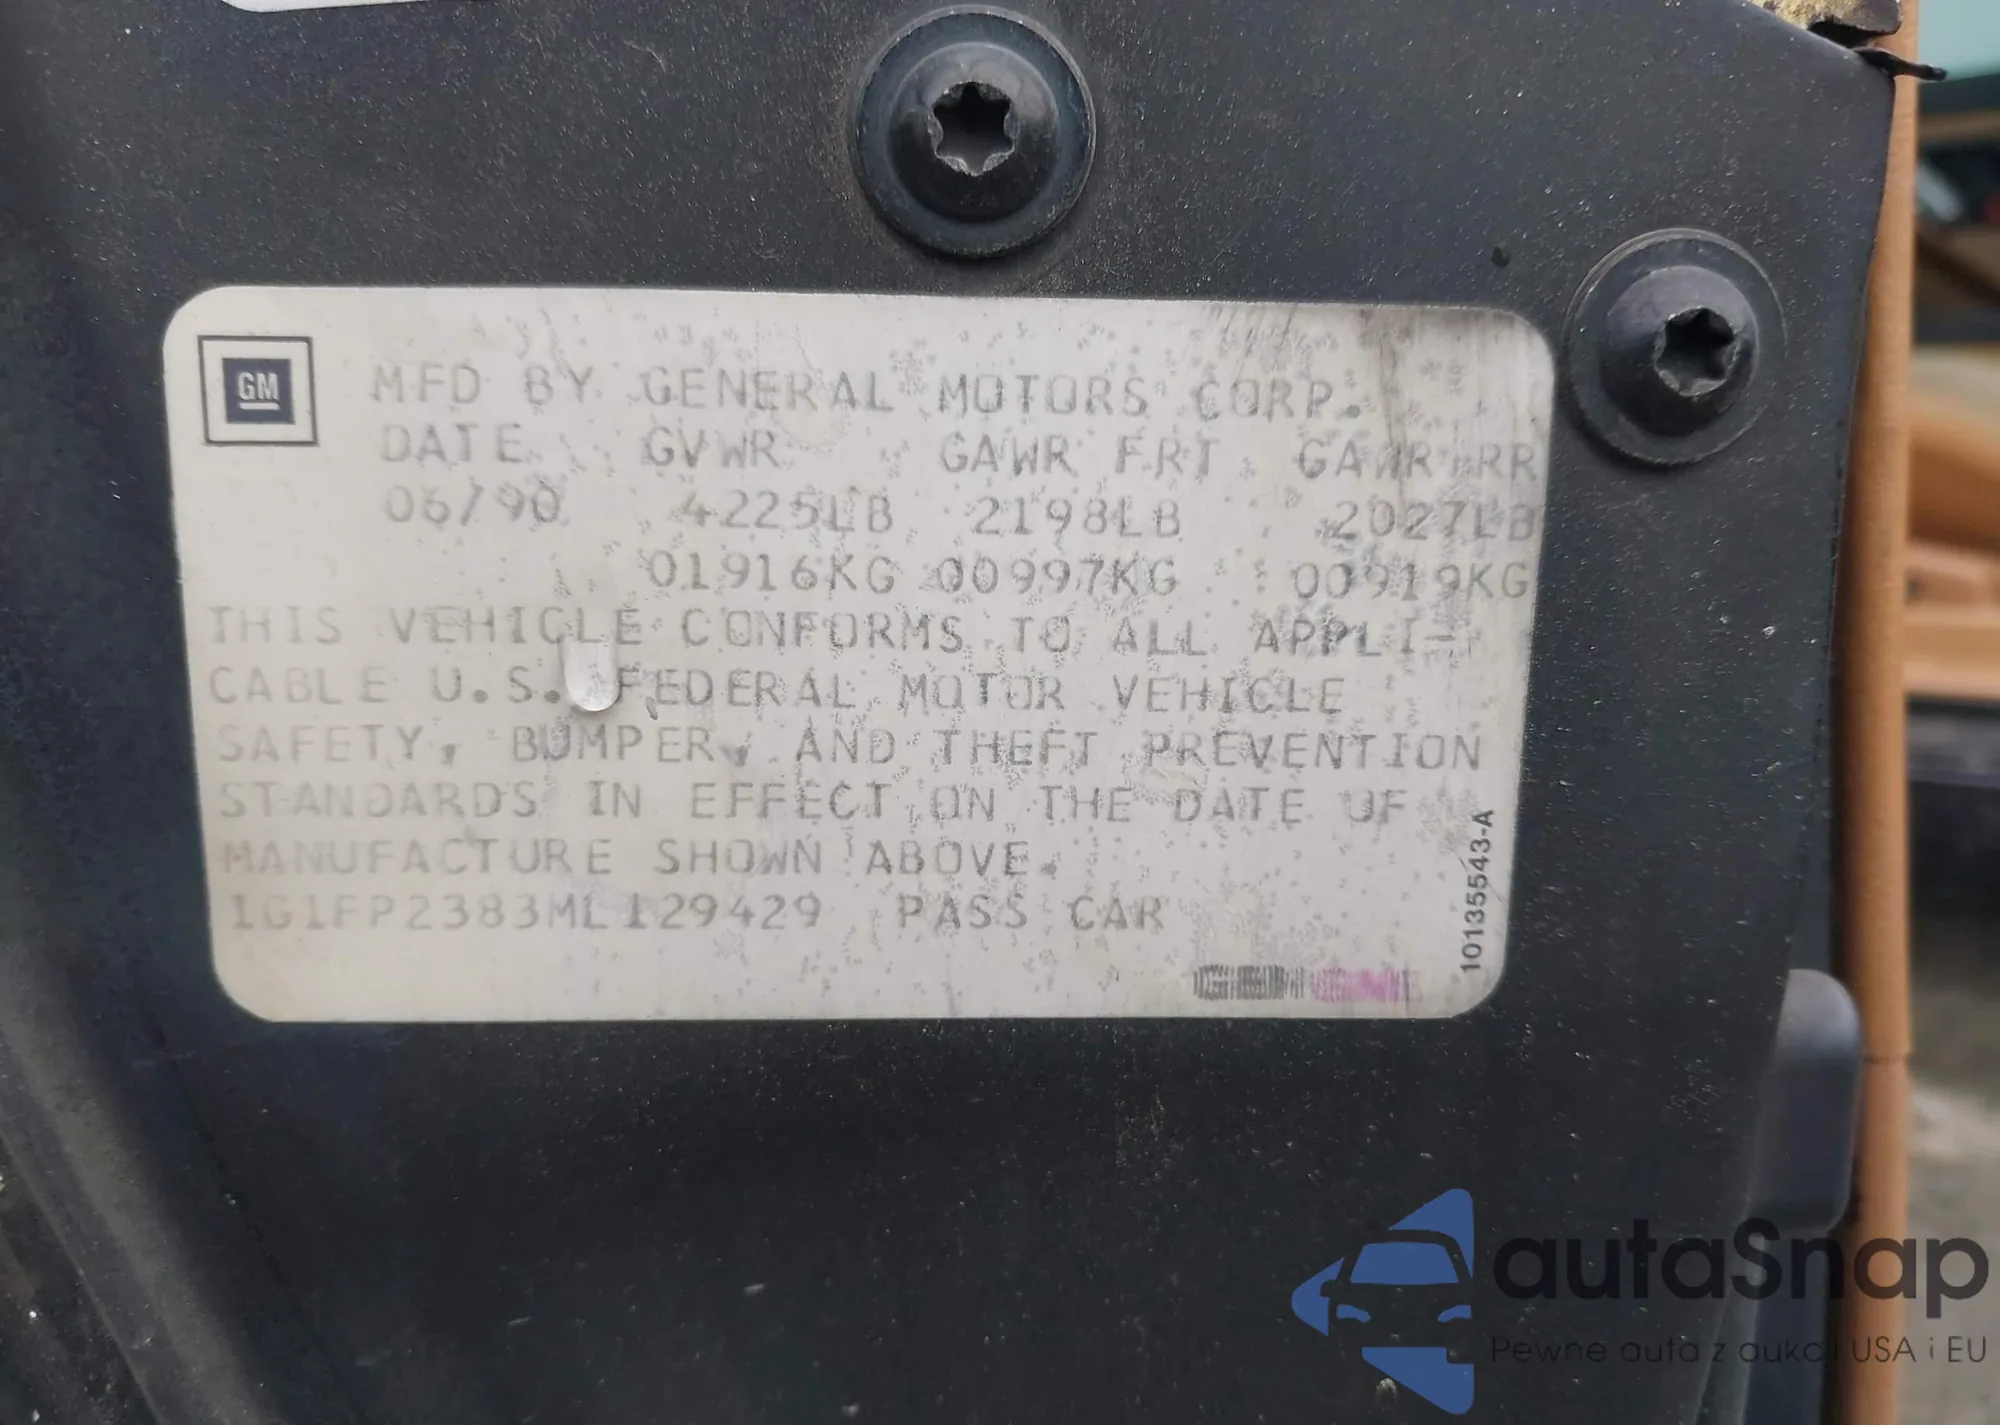 GM
MFD BY GENERAL MOTORS CORP.
DATE GVWR GAWR FRT GAWR RR
06/90 4225LB 2198LB 2027LB
01916KG 00997KG 00919KG
THIS VEHICLE CONFORMS TO ALL APPLI-
CABLE U.S. FEDERAL MOTOR VEHICLE
SAFETY, BUMPER, AND THEFT PREVENTION
STANDARDS IN EFFECT ON THE DATE OF
MANUFACTURE SHOWN ABOVE.
1G1FP2383ML129429 PASS CAR
10135543-A
autaSnap
Pewne auta z aukcji USA i EU